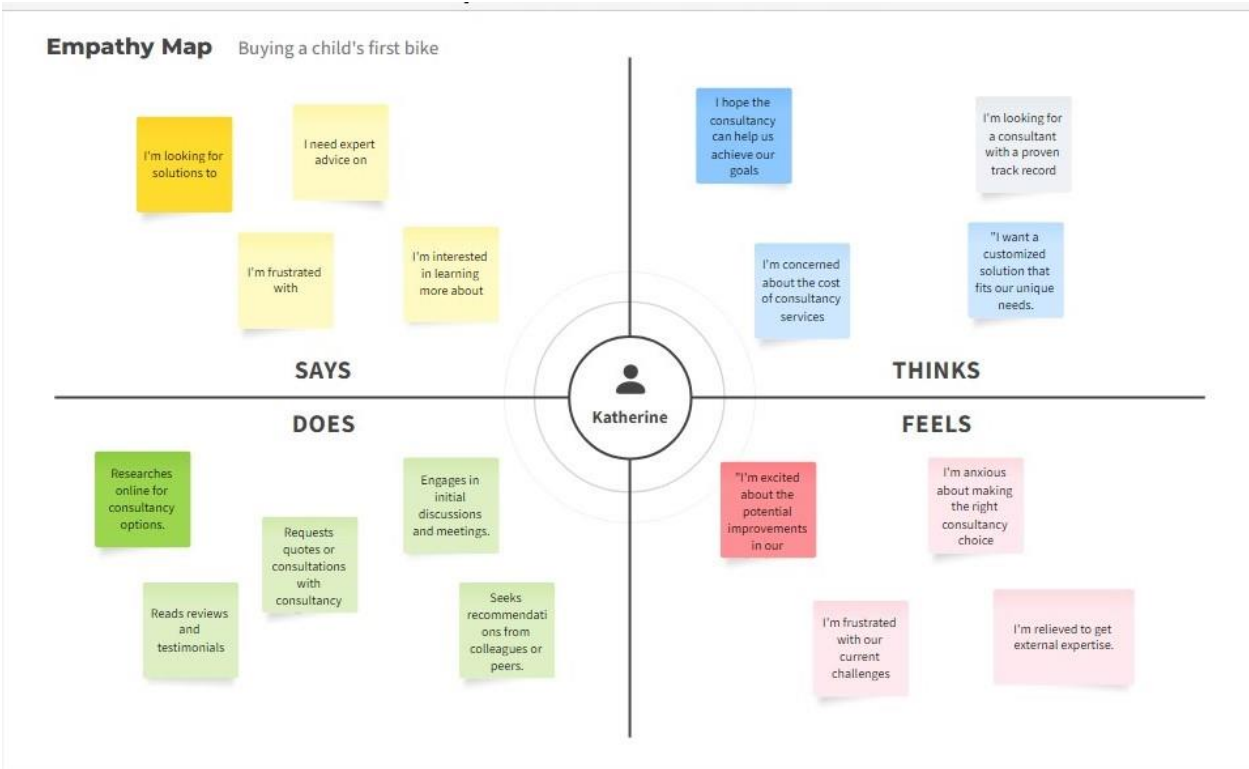 Empathy Map Buying a child's first bike
I'm looking for
solutions to
I need expert
advice on
I'm frustrated
with
I'm interested
in learning
more about
SAYS
I hope the
consultancy
can help us
achieve our
goals
I'm looking for
a consultant
with a proven
track record
I'm concerned
about the cost
of consultancy
services
"I want a
customized
solution that
fits our unique
needs.
THINKS
Katherine
DOES
Researches
online for
consultancy
options.
Engages in
initial
discussions
and meetings.
Requests
quotes or
consultations
with
consultancy
Reads reviews
and
testimonials
Seeks
recommendati
ons from
colleagues or
peers.
FEELS
"I'm excited
about the
potential
improvements
in our
I'm anxious
about making
the right
consultancy
choice
I'm frustrated
with our
current
challenges
I'm relieved to get
external expertise.